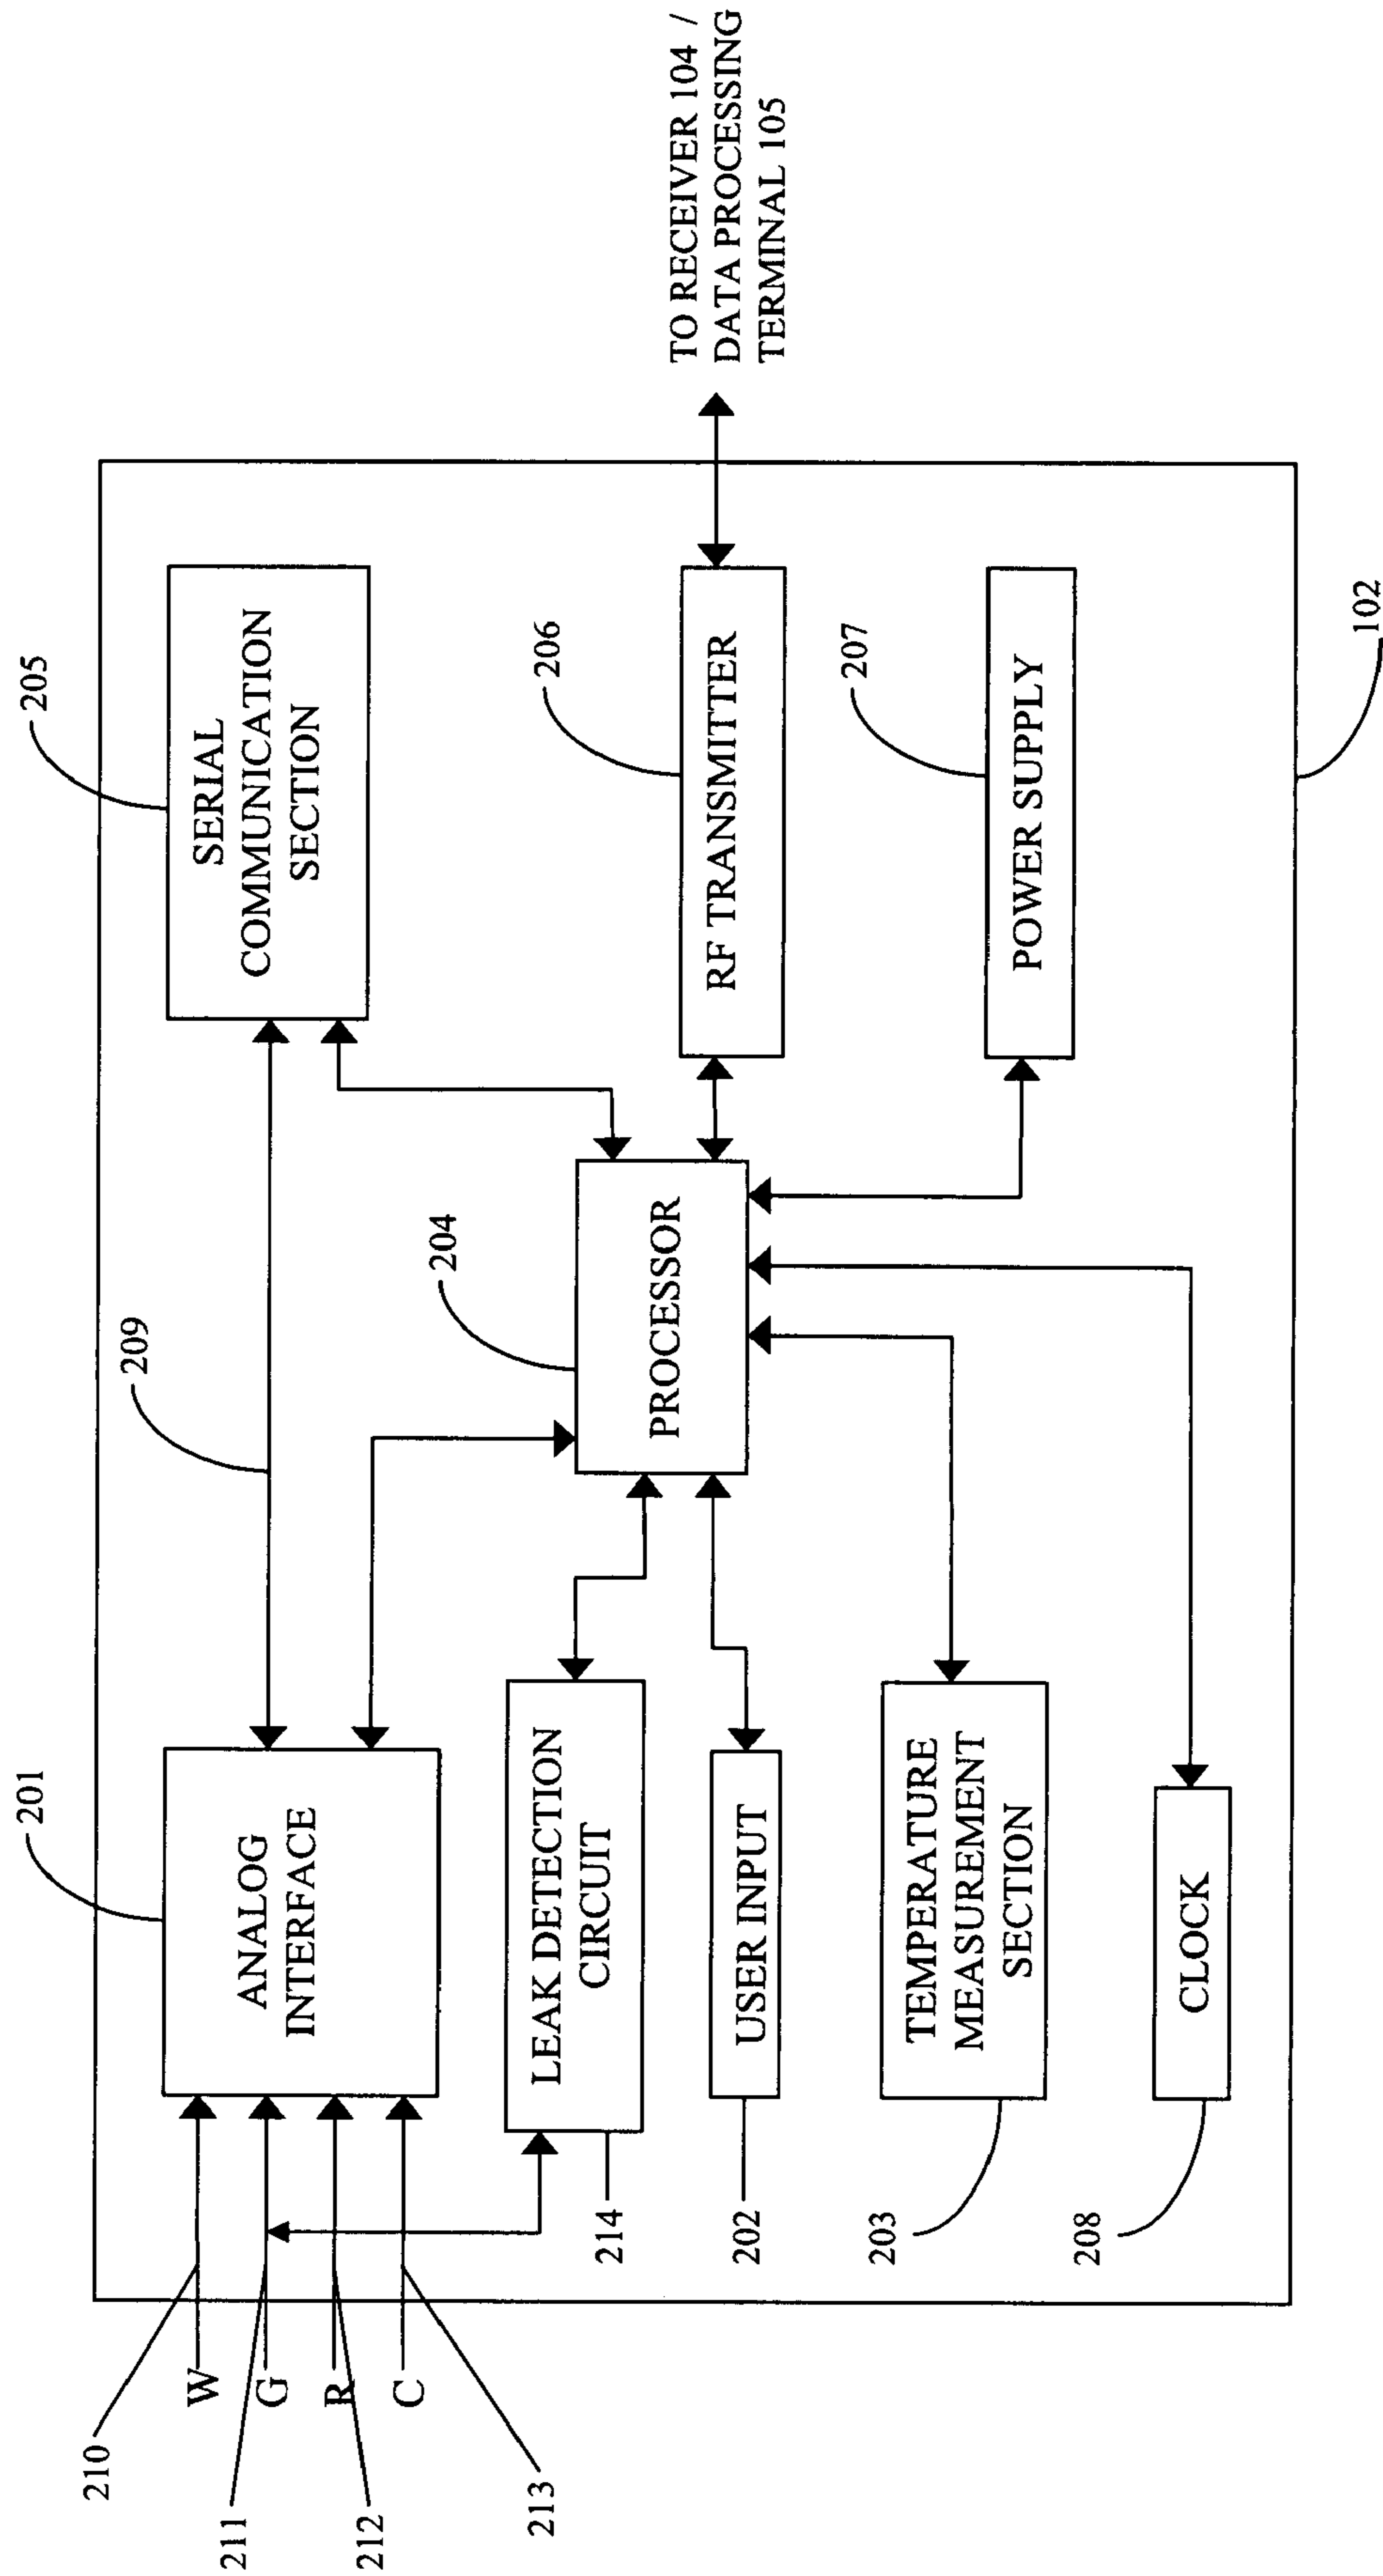 210
W
211
G
212
R
213
C
201
ANALOG
INTERFACE
209
205
SERIAL
COMMUNICATION
SECTION
214
LEAK DETECTION
CIRCUIT
204
PROCESSOR
206
RF TRANSMITTER
TO RECEIVER 104 /
DATA PROCESSING
TERMINAL 105
202
USER INPUT
207
POWER SUPPLY
203
TEMPERATURE
MEASUREMENT
SECTION
208
CLOCK
102